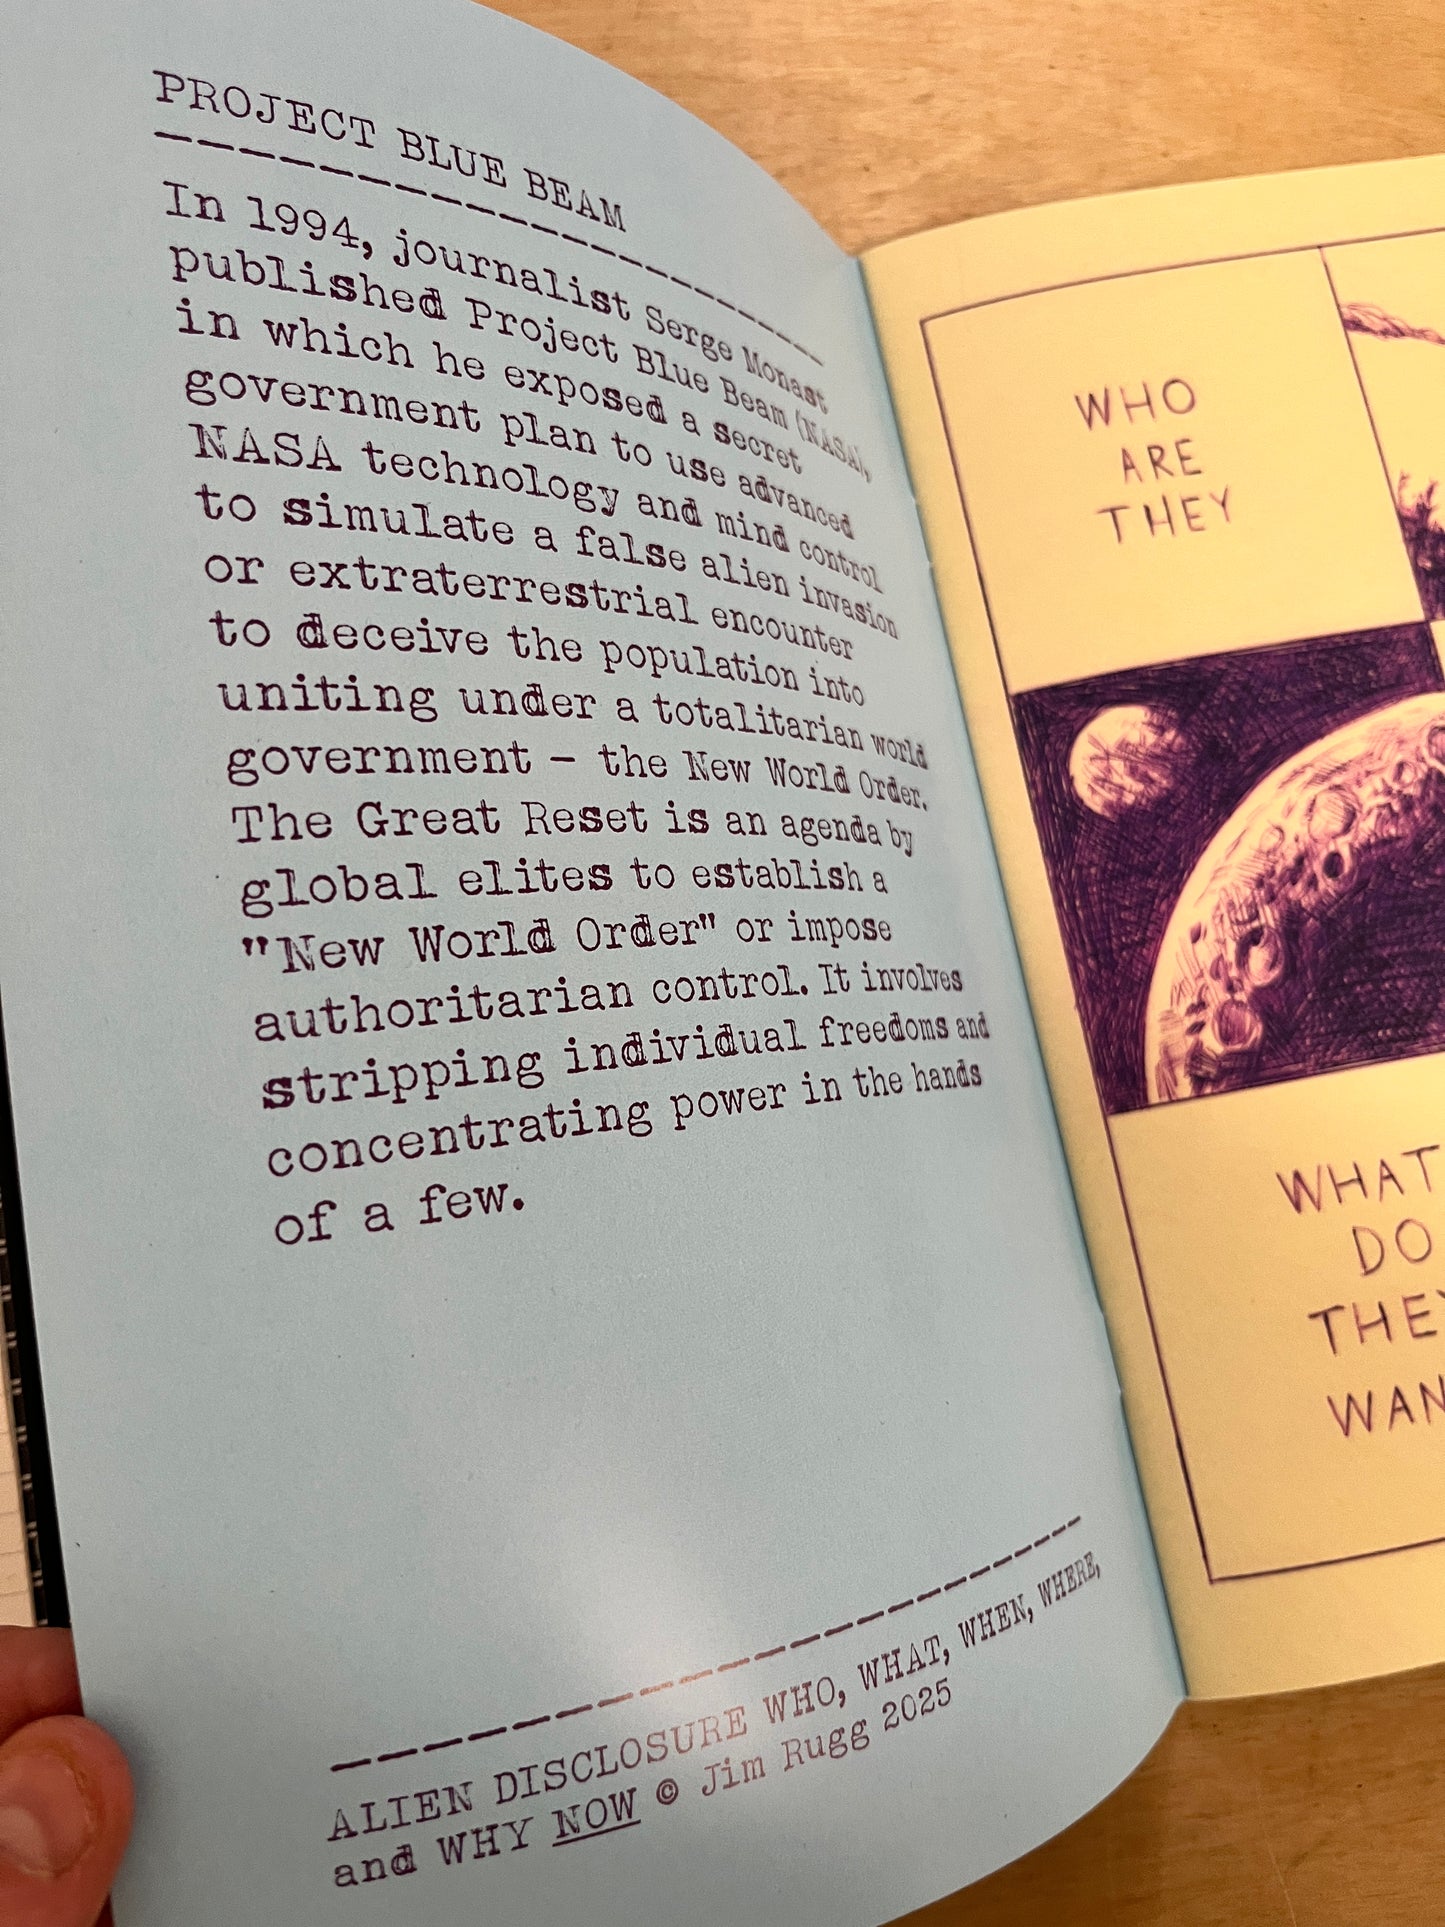 PROJECT BLUE BEAM
In 1994, journalist Serge Monast
published Project Blue Beam (NASA),
in which he exposed a secret
government plan to use advanced
NASA technology and mind control
to simulate a false alien invasion
or extraterrestrial encounter
to deceive the population into
uniting under a totalitarian world
government – the New World Order.
The Great Reset is an agenda by
global elites to establish a
"New World Order" or impose
authoritarian control. It involves
stripping individual freedoms and
concentrating power in the hands
of a few.
ALIEN DISCLOSURE WHO, WHAT, WHEN, WHERE,
and WHY NOW © Jim Rugg 2025
WHO
ARE
THEY
WHAT
DO
THEY
WAN